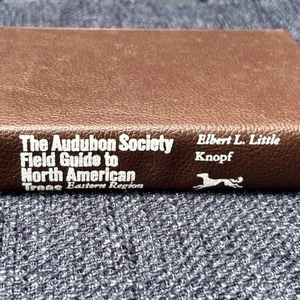 The Audubon Society
Field Guide to
North American
Trees Eastern Region
Elbert L. Little
Knopf